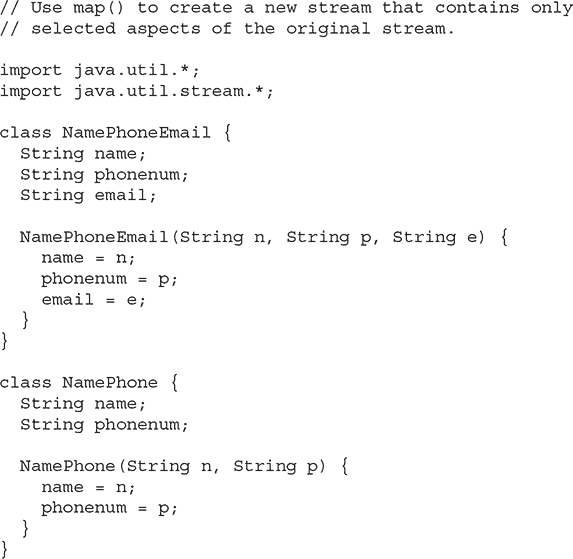 // Use map() to create a new stream that contains only
// selected aspects of the original stream.

import java.util.*;
import java.util.stream.*;

class NamePhoneEmail {
  String name;
  String phonenum;
  String email;

  NamePhoneEmail(String n, String p, String e) {
    name = n;
    phonenum = p;
    email = e;
  }
}

class NamePhone {
  String name;
  String phonenum;

  NamePhone(String n, String p) {
    name = n;
    phonenum = p;
  }
}